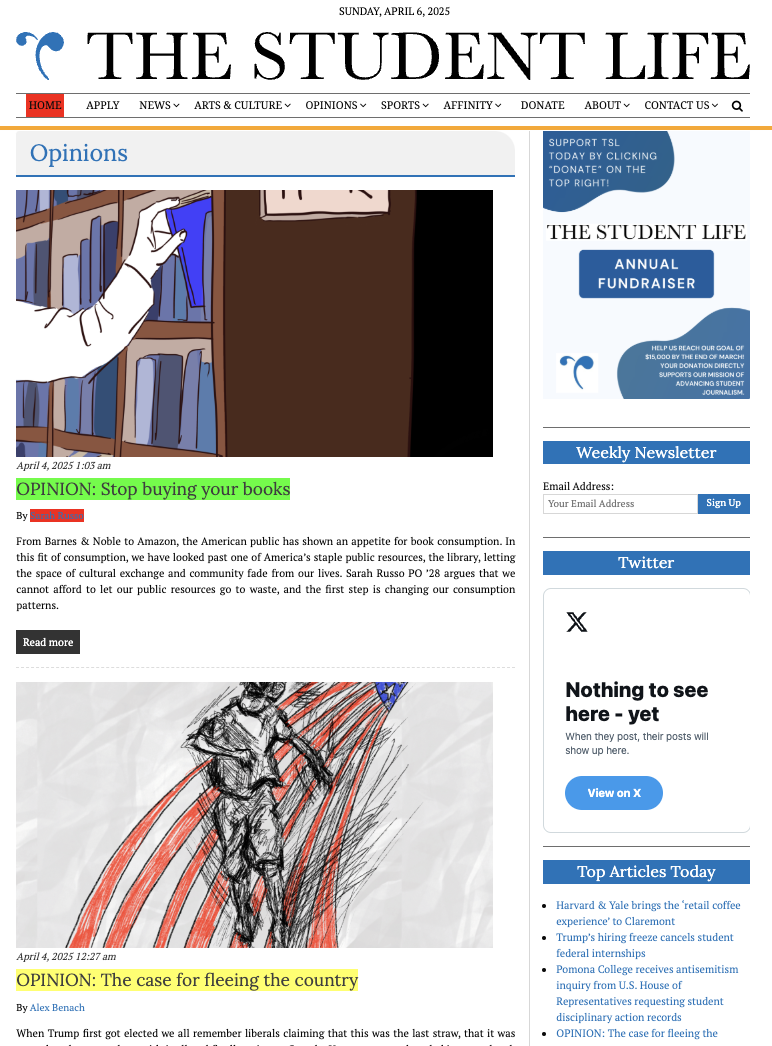 SUNDAY, APRIL 6, 2025
THE STUDENT LIFE
HOME APPLY NEWS ARTS & CULTURE OPINIONS SPORTS AFFINITY DONATE ABOUT CONTACT US
Opinions
April 4, 2025 1:03 am
OPINION: Stop buying your books
By Sarah Russo
From Barnes & Noble to Amazon, the American public has shown an appetite for book consumption. In
this fit of consumption, we have looked past one of America's staple public resources, the library, letting
the space of cultural exchange and community fade from our lives. Sarah Russo PO '28 argues that we
cannot afford to let our public resources go to waste, and the first step is changing our consumption
patterns.
Read more
April 4, 2025 12:27 am
OPINION: The case for fleeing the country
By Alex Benach
When Trump first got elected we all remember liberals claiming that this was the last straw, that it was
SUPPORT TSL
TODAY BY CLICKING
"DONATE" ON THE
TOP RIGHT!
THE STUDENT LIFE
ANNUAL
FUNDRAISER
HELP US REACH OUR GOAL OF
$15,000 BY THE END OF MARCH!
YOUR DONATION DIRECTLY
SUPPORTS OUR MISSION OF
ADVANCING STUDENT
JOURNALISM.
Weekly Newsletter
Email Address:
Your Email Address Sign Up
Twitter
Nothing to see
here - yet
When they post, their posts will
show up here.
View on X
Top Articles Today
Harvard & Yale brings the 'retail coffee
experience' to Claremont
Trump's hiring freeze cancels student
federal internships
Pomona College receives antisemitism
inquiry from U.S. House of
Representatives requesting student
disciplinary action records
OPINION: The case for fleeing the